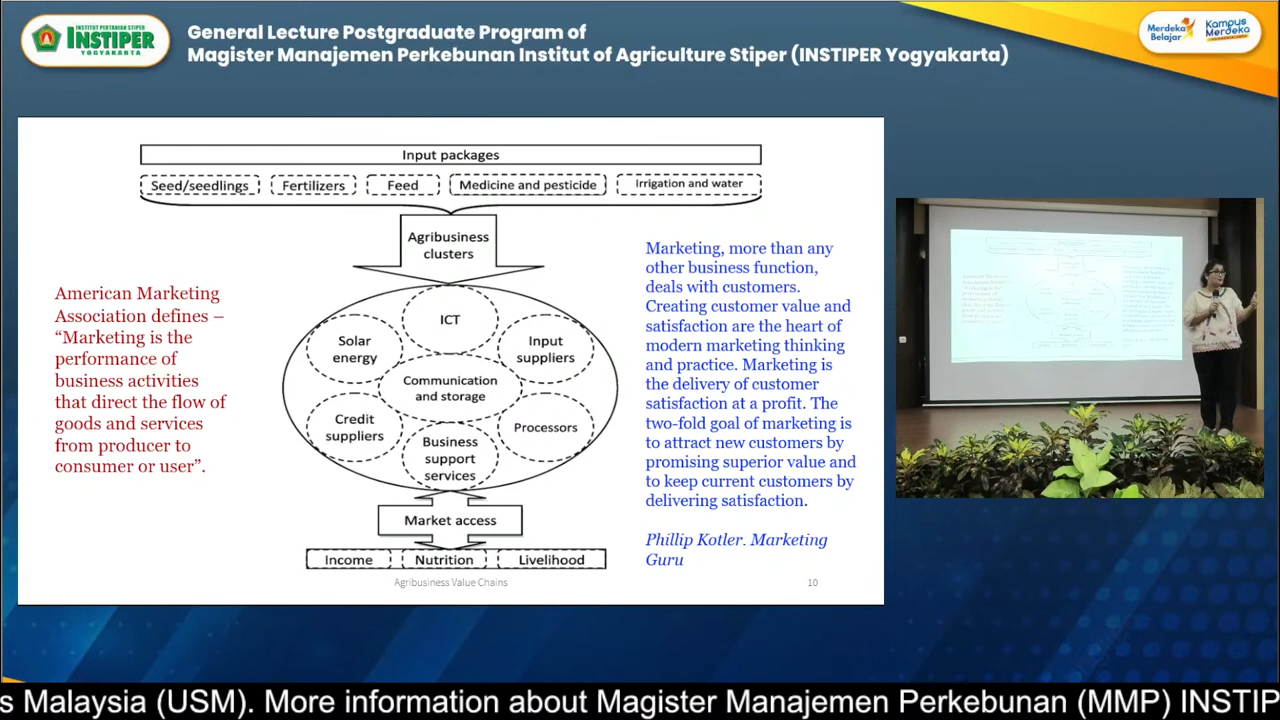 INSTITUT PERTANIAN STIPER
INSTIPER
YOGYAKARTA
General Lecture Postgraduate Program of
Magister Manajemen Perkebunan Institut of Agriculture Stiper (INSTIPER Yogyakarta)
Merdeka
Belajar
Kampus
Merdeka
Input packages
Seed/seedlings
Fertilizers
Feed
Medicine and pesticide
Irrigation and water
Agribusiness
clusters
ICT
Solar
energy
Input
suppliers
Communication
and storage
Credit
suppliers
Processors
Business
support
services
Market access
Income
Nutrition
Livelihood
American Marketing
Association defines –
“Marketing is the
performance of
business activities
that direct the flow of
goods and services
from producer to
consumer or user”.
Marketing, more than any
other business function,
deals with customers.
Creating customer value and
satisfaction are the heart of
modern marketing thinking
and practice. Marketing is
the delivery of customer
satisfaction at a profit. The
two-fold goal of marketing is
to attract new customers by
promising superior value and
to keep current customers by
delivering satisfaction.
Phillip Kotler. Marketing
Guru
Agribusiness Value Chains
10
s Malaysia (USM). More information about Magister Manajemen Perkebunan (MMP) INSTIP